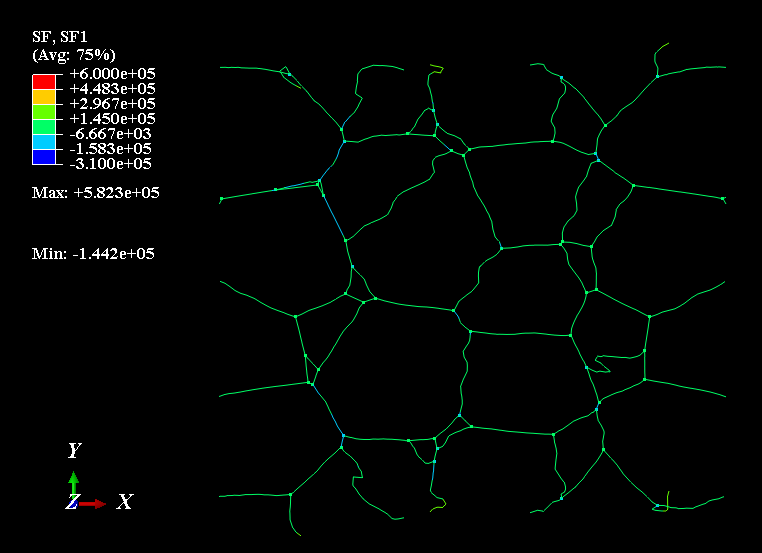 SF, SF1
(Avg: 75%)
+6.000e+05
+4.483e+05
+2.967e+05
+1.450e+05
-6.667e+03
-1.583e+05
-3.100e+05
Max: +5.823e+05
Min: -1.442e+05
Y
Z X